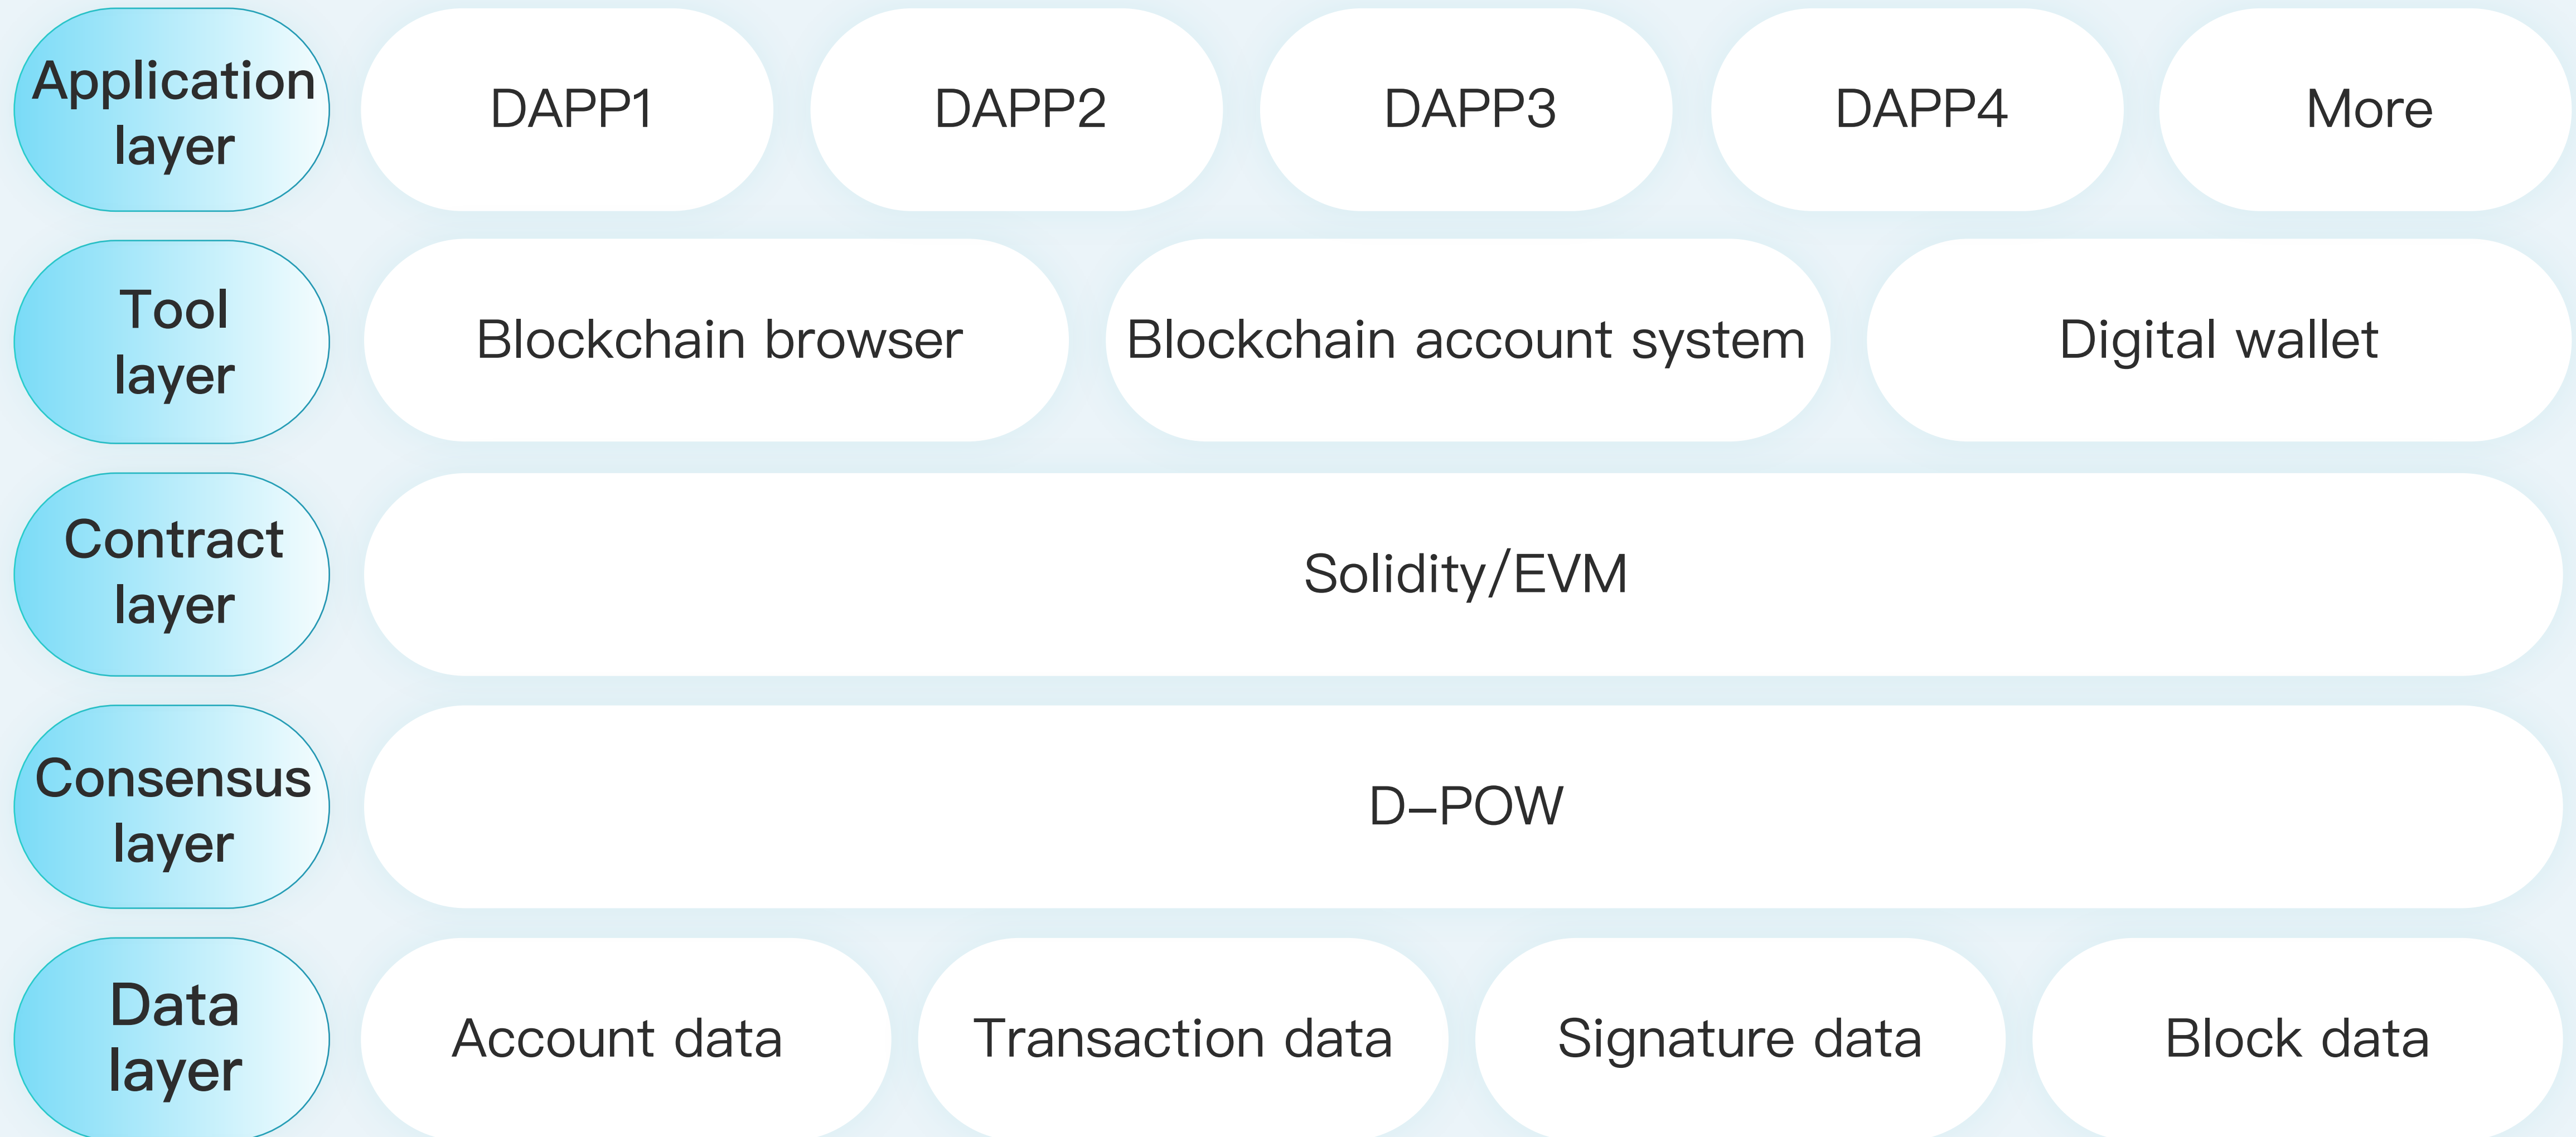 Application
layer
DAPP1
DAPP2
DAPP3
DAPP4
More
Tool
layer
Blockchain browser
Blockchain account system
Digital wallet
Contract
layer
Solidity/EVM
Consensus
layer
D–POW
Data
layer
Account data
Transaction data
Signature data
Block data